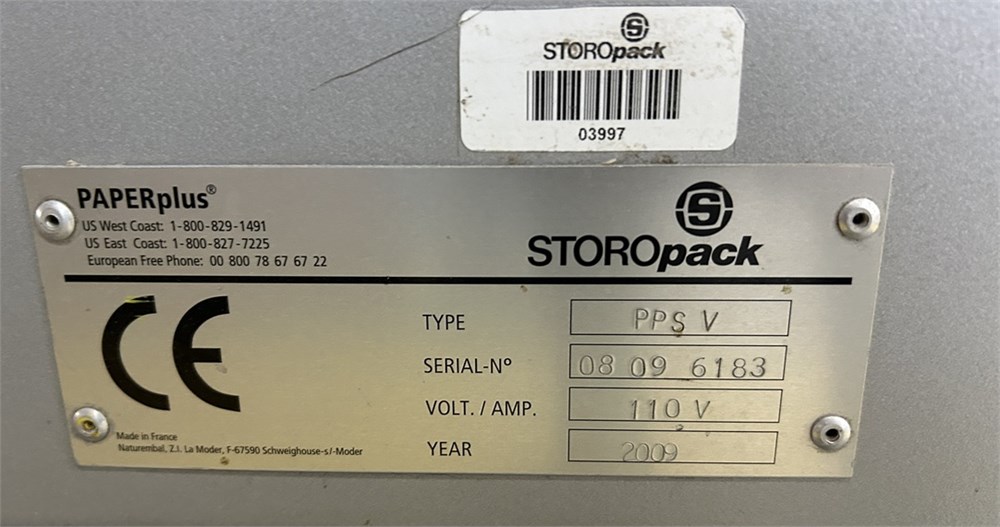 S
STOROpack
03997
PAPERplus®
US West Coast: 1-800-829-1491
US East Coast: 1-800-827-7225
European Free Phone: 00 800 78 67 67 22
S
STOROpack
CE
TYPE PPS V
SERIAL-Nº 08 09 6183
VOLT. / AMP. 110 V
YEAR 2009
Made in France
Naturembal, Z.I. La Moder, F-67590 Schweighouse-s/-Moder